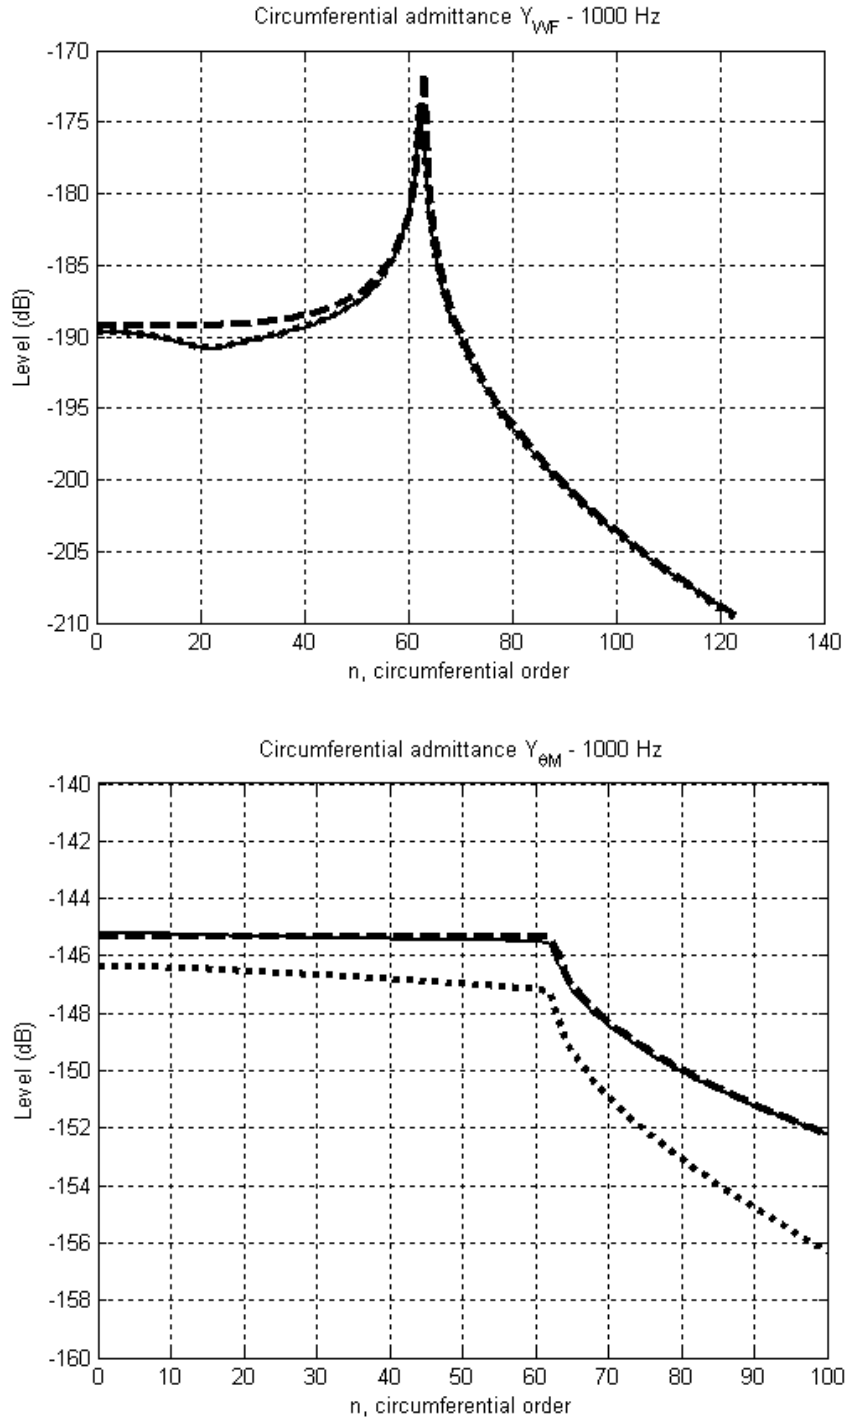 Circumferential admittance Y_WF - 1000 Hz
-170
-175
-180
-185
-190
-195
-200
-205
-210
Level (dB)
0 20 40 60 80 100 120 140
n, circumferential order
Circumferential admittance Y_θM - 1000 Hz
-140
-142
-144
-146
-148
-150
-152
-154
-156
-158
-160
Level (dB)
0 10 20 30 40 50 60 70 80 90 100
n, circumferential order